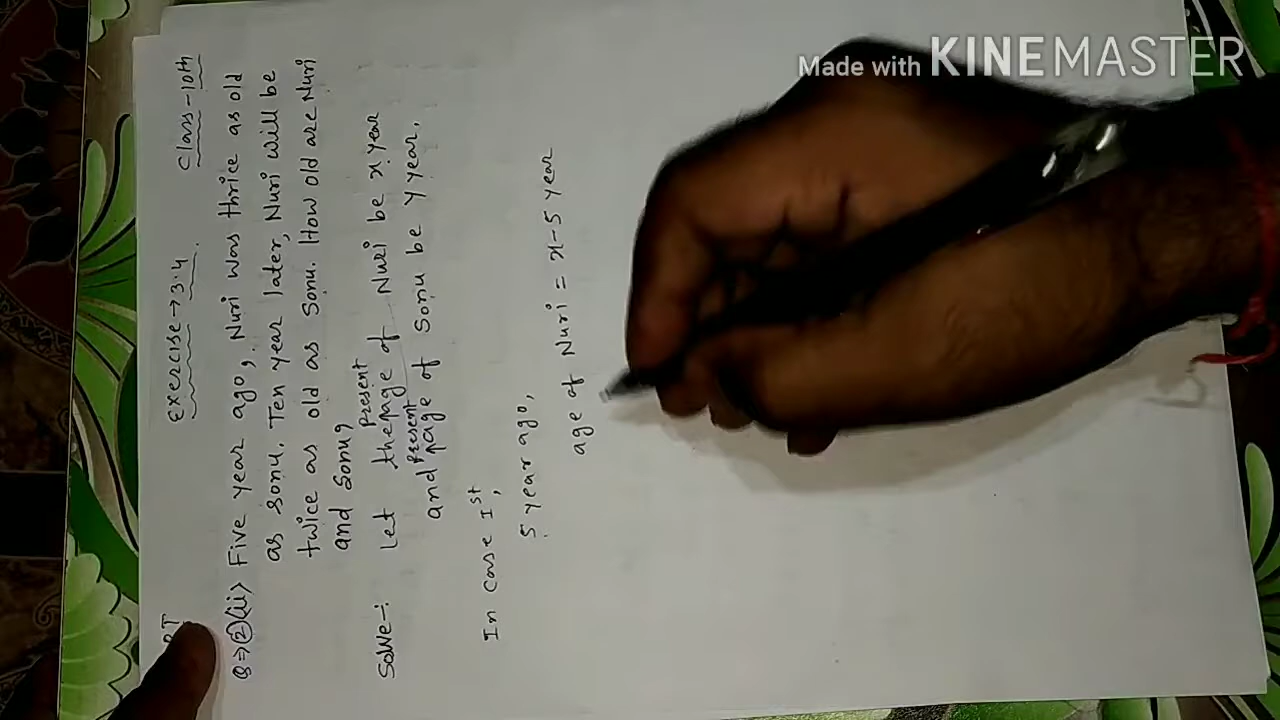 Made with KINEMASTER
Exercise → 3.4. Class-10th
Q⇒②(ii)> Five year ago, Nuri was thrice as old
as sonu. Ten year later, Nuri will be
twice as old as Sonu. How old are Nuri
and Sonu?
Solve-: Let the present age of Nuri be x year
and present age of Sonu be y year.
In case Ist,
5 year ago,
age of Nuri = x-5 year